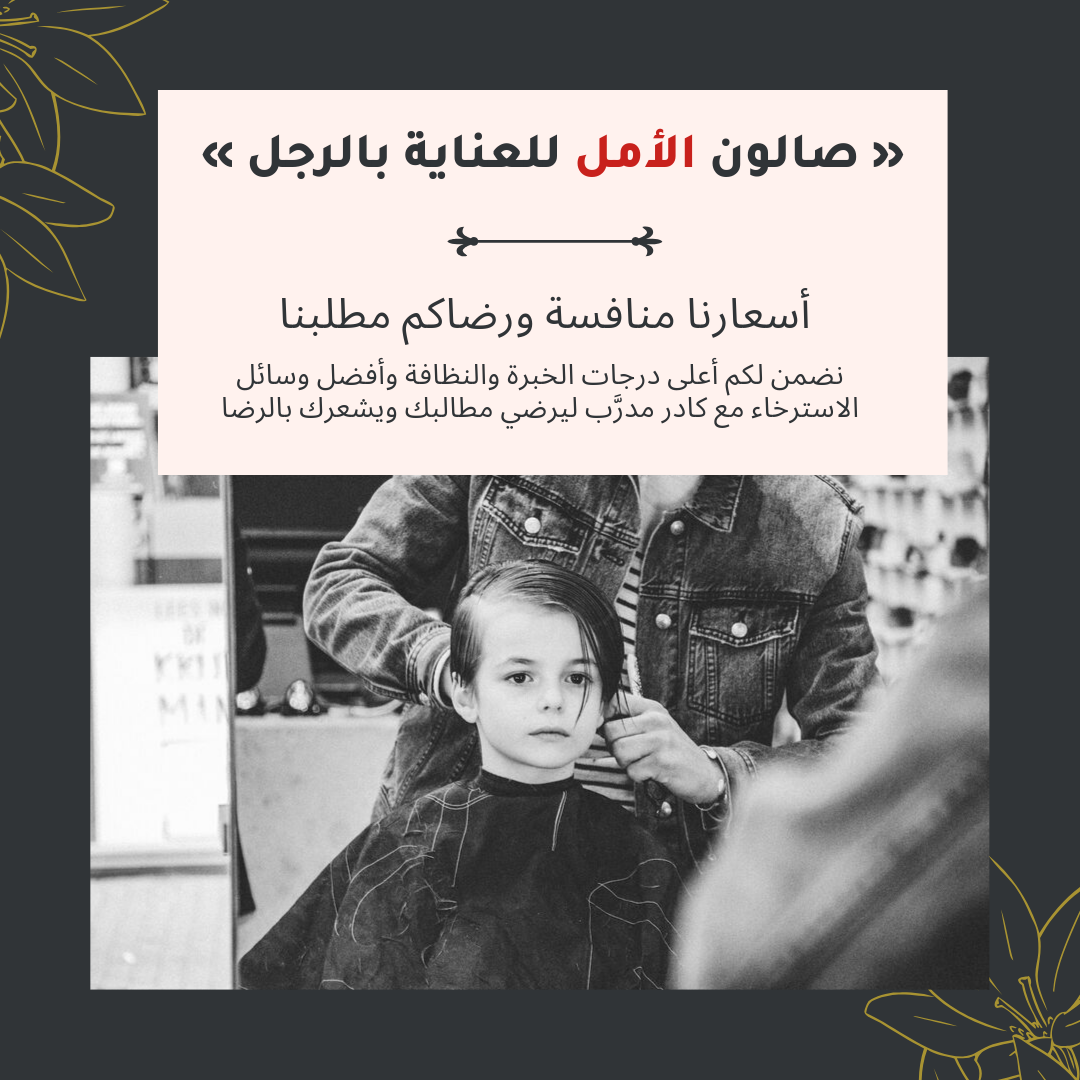 « صالون الأمل للعناية بالرجل »
أسعارنا منافسة ورضاكم مطلبنا
نضمن لكم أعلى درجات الخبرة والنظافة وأفضل وسائل
الاسترخاء مع كادر مدرَّب ليرضي مطالبك ويشعرك بالرضا